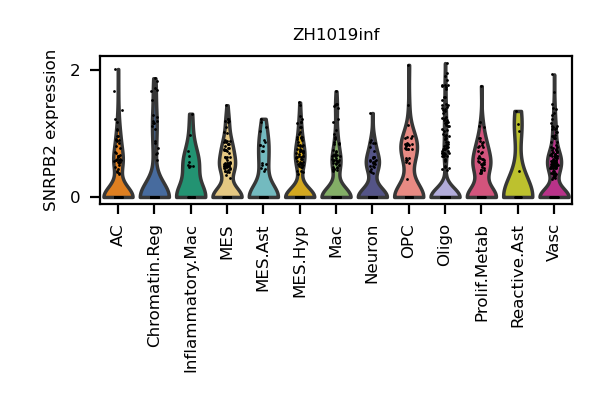 ZH1019inf
SNRPB2 expression
2
0
AC
Chromatin.Reg
Inflammatory.Mac
MES
MES.Ast
MES.Hyp
Mac
Neuron
OPC
Oligo
Prolif.Metab
Reactive.Ast
Vasc